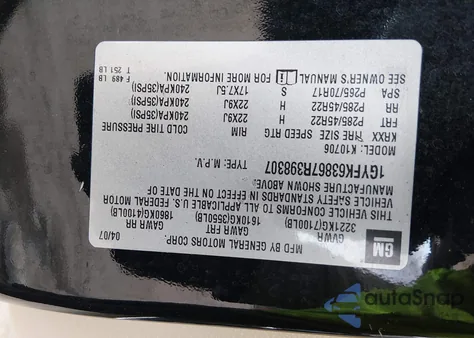 GM
MFD BY GENERAL MOTORS CORP.
04/07
GVWR
GAWR FRT
GAWR RR
3221KG(7100LB)
1610KG(3550LB)
1860KG(4100LB)
THIS VEHICLE CONFORMS TO ALL APPLICABLE U.S. FEDERAL MOTOR
VEHICLE SAFETY STANDARDS IN EFFECT ON THE DATE OF
MANUFACTURE SHOWN ABOVE.
1GYFK63867R398307
TYPE: M.P.V.
MODEL: K10706
KRXX TIRE SIZE SPEED RTG RIM COLD TIRE PRESSURE
FRT P285/45R22 H 22X9J 240KPA(35PSI)
RR P285/45R22 H 22X9J 240KPA(35PSI)
SPA P265/70R17 S 17X7.5J 240KPA(35PSI)
SEE OWNER'S MANUAL FOR MORE INFORMATION.
F 489 LB
T 251 LB
autoSnap